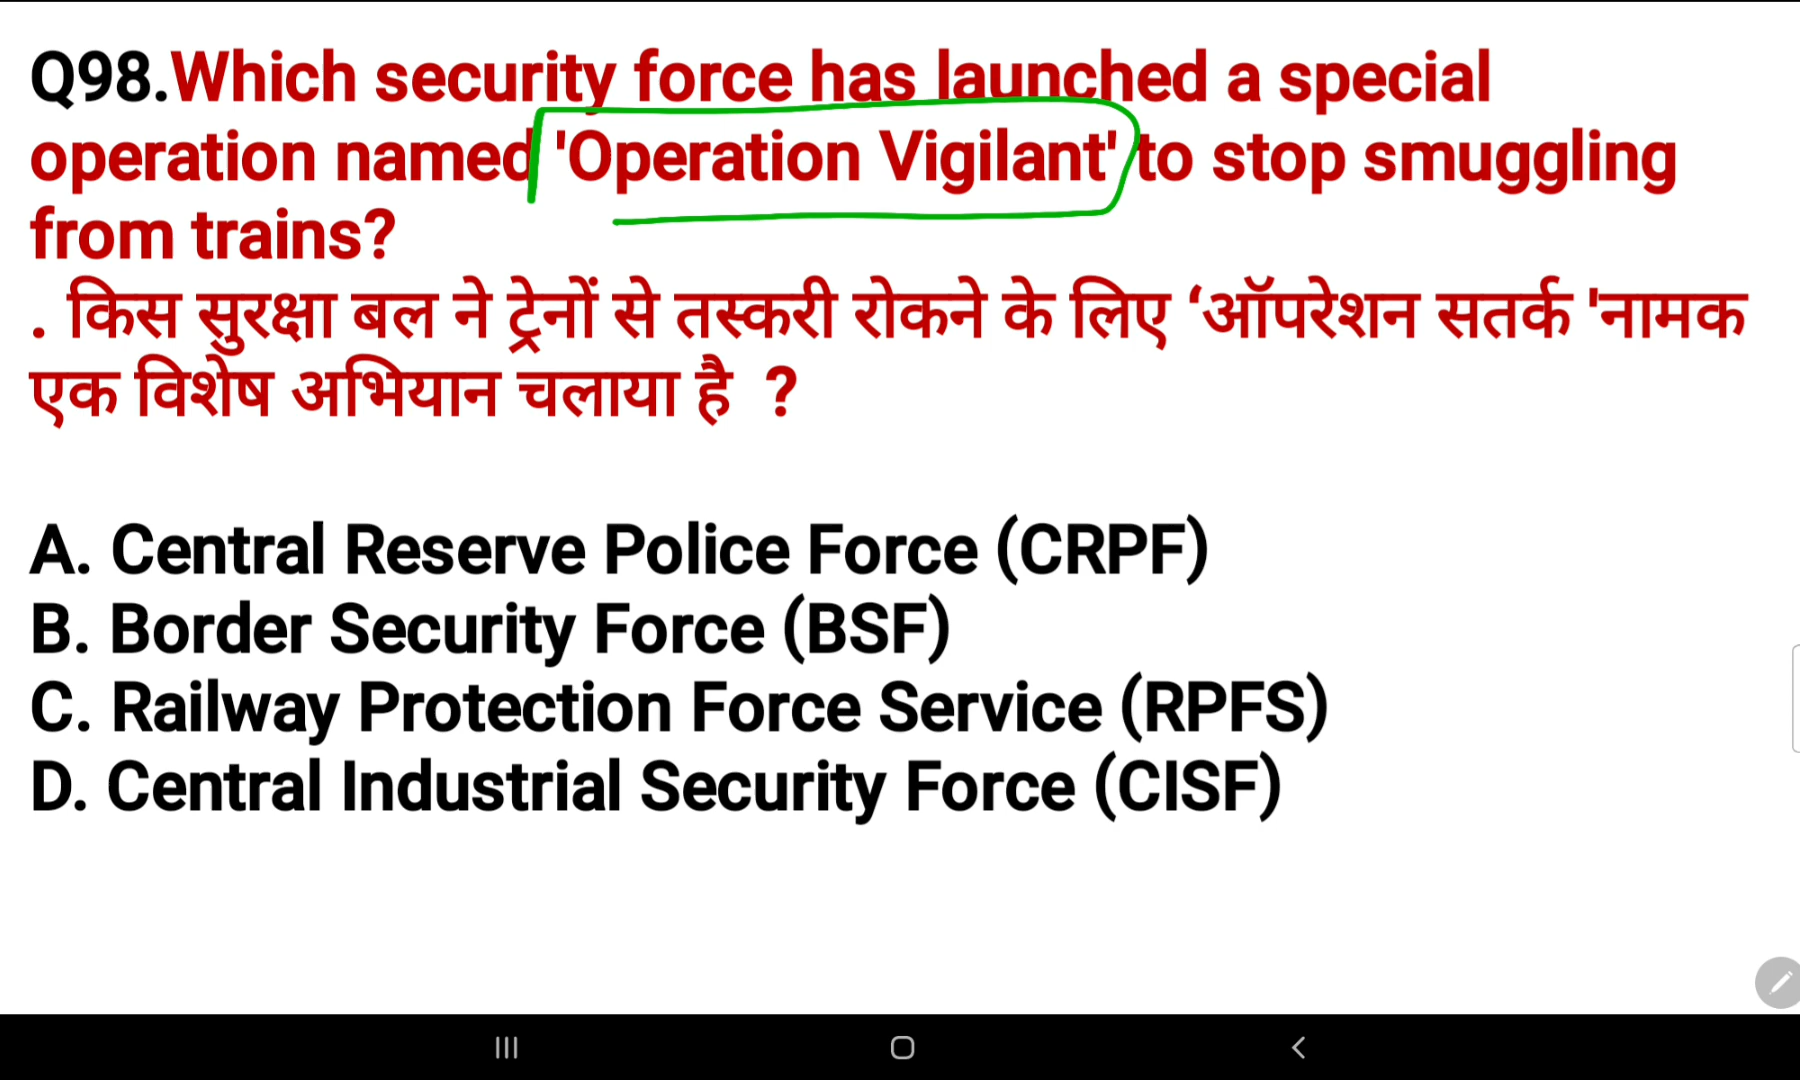 Q98.Which security force has launched a special
operation named 'Operation Vigilant' to stop smuggling
from trains?
. किस सुरक्षा बल ने ट्रेनों से तस्करी रोकने के लिए ‘ऑपरेशन सतर्क 'नामक
एक विशेष अभियान चलाया है ?
A. Central Reserve Police Force (CRPF)
B. Border Security Force (BSF)
C. Railway Protection Force Service (RPFS)
D. Central Industrial Security Force (CISF)